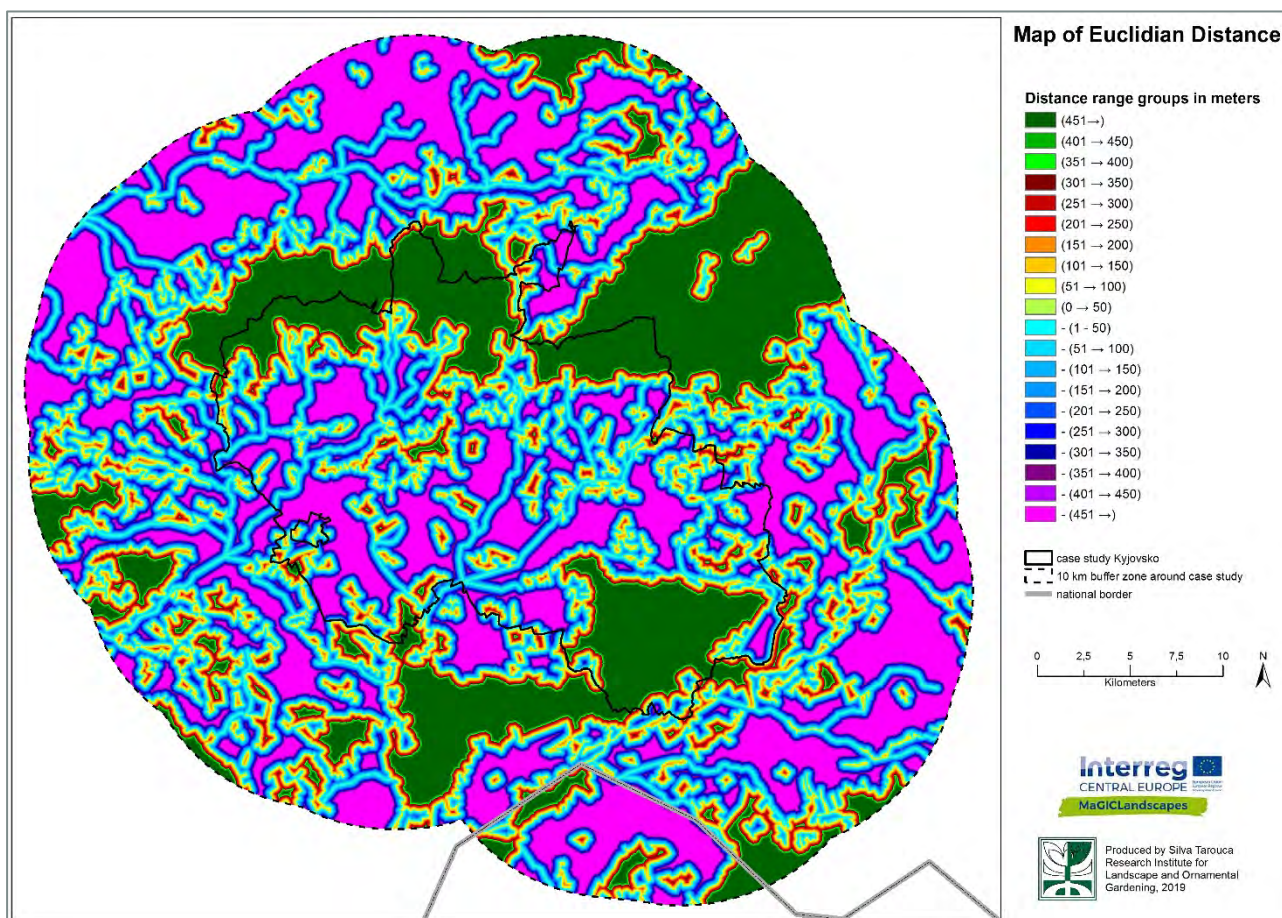 Map of Euclidian Distance
Distance range groups in meters
(451→)
(401 → 450)
(351 → 400)
(301 → 350)
(251 → 300)
(201 → 250)
(151 → 200)
(101 → 150)
(51 → 100)
(0 → 50)
- (1 - 50)
- (51 → 100)
- (101 → 150)
- (151 → 200)
- (201 → 250)
- (251 → 300)
- (301 → 350)
- (351 → 400)
- (401 → 450)
- (451 →)
case study Kyjovsko
10 km buffer zone around case study
national border
0 2,5 5 7,5 10
Kilometers
N
Interreg
CENTRAL EUROPE
MaGICLandscapes
Produced by Silva Tarouca
Research Institute for
Landscape and Ornamental
Gardening, 2019